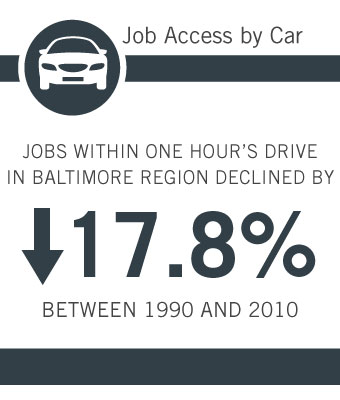 Job Access by Car
JOBS WITHIN ONE HOUR’S DRIVE
IN BALTIMORE REGION DECLINED BY
17.8%
BETWEEN 1990 AND 2010